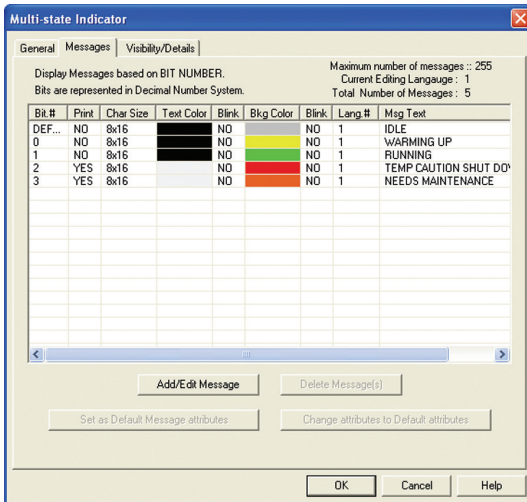 Multi-state Indicator
General Messages Visibility/Details
Display Messages based on BIT NUMBER.
Bits are represented in Decimal Number System.
Maximum number of messages :: 255
Current Editing Langauge : 1
Total Number of Messages : 5
Bit.# Print Char Size Text Color Blink Bkg Color Blink Lang.# Msg Text
DEF... NO 8x16 NO NO 1 IDLE
0 NO 8x16 NO NO 1 WARMING UP
1 NO 8x16 NO NO 1 RUNNING
2 YES 8x16 NO NO 1 TEMP CAUTION SHUT DO
3 YES 8x16 NO NO 1 NEEDS MAINTENANCE
Add/Edit Message Delete Message(s)
Set as Default Message attributes Change attributes to Default attributes
OK Cancel Help